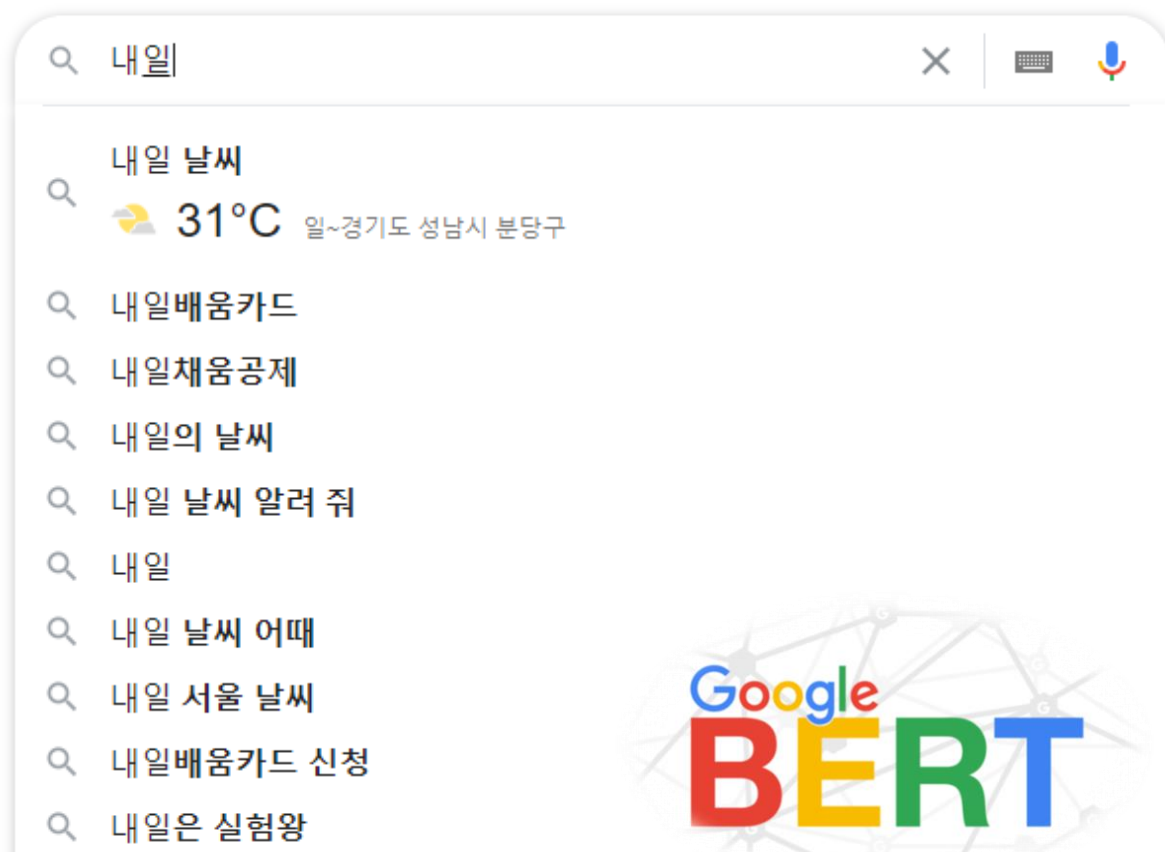 내일
내일 날씨
31°C 일~경기도 성남시 분당구
내일배움카드
내일채움공제
내일의 날씨
내일 날씨 알려 줘
내일
내일 날씨 어때
내일 서울 날씨
내일배움카드 신청
내일은 실험왕
Google
BERT